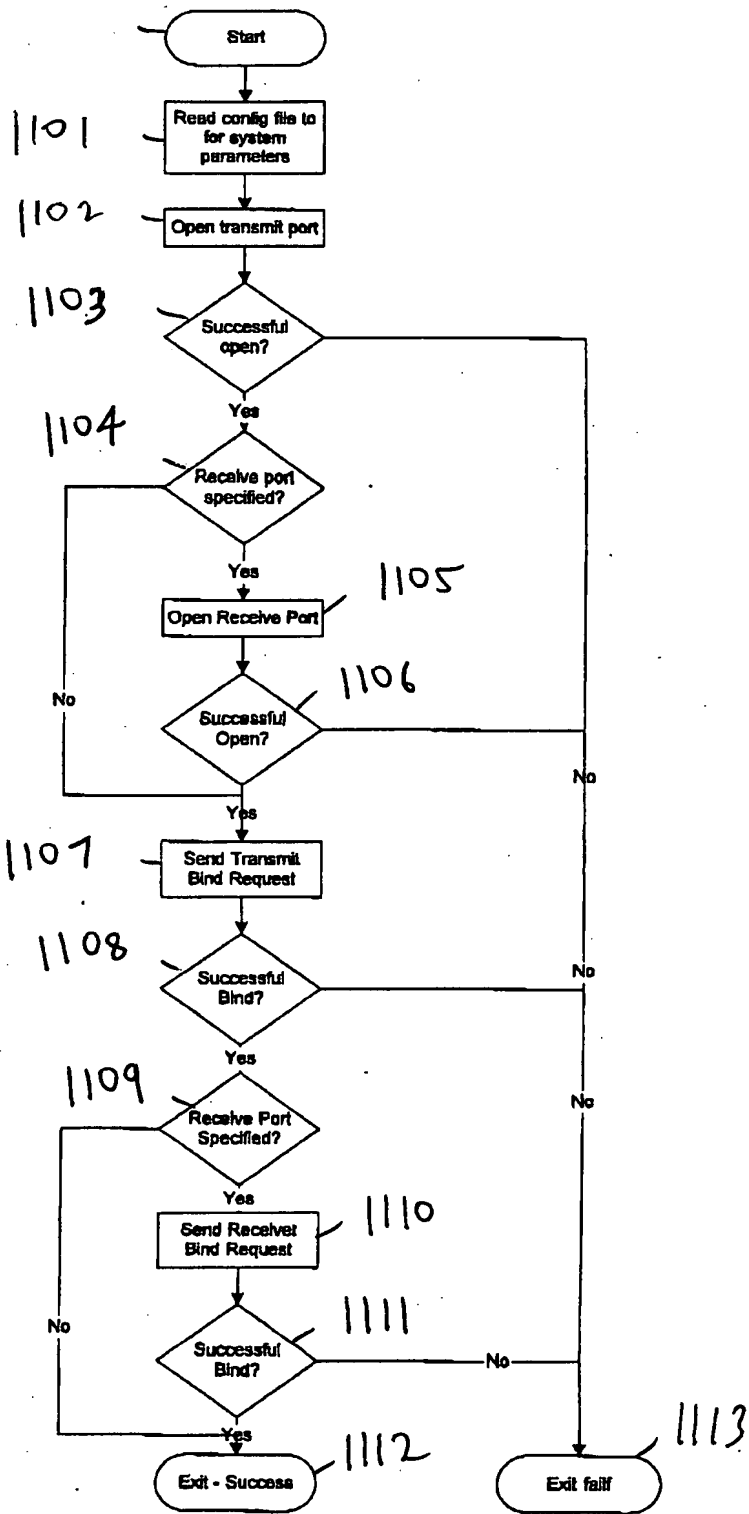 Start
1101
Read config file to
for system
parameters
1102
Open transmit port
1103
Successful
open?
Yes
1104
Receive port
specified?
Yes
1105
Open Receive Port
1106
No
Successful
Open?
No
Yes
1107
Send Transmit
Bind Request
1108
Successful
Bind?
No
Yes
1109
No
Receive Port
Specified?
Yes
1110
Send Receiver
Bind Request
1111
No
Successful
Bind?
No
Yes
1112
Exit - Success
1113
Exit failf